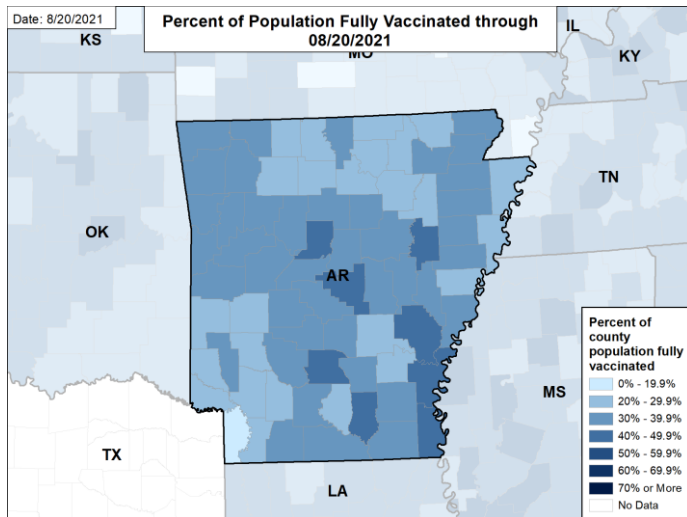 Date: 8/20/2021
Percent of Population Fully Vaccinated through
08/20/2021
KS
MO
IL
KY
TN
OK
AR
MS
TX
LA
Percent of
county
population fully
vaccinated
0% - 19.9%
20% - 29.9%
30% - 39.9%
40% - 49.9%
50% - 59.9%
60% - 69.9%
70% or More
No Data